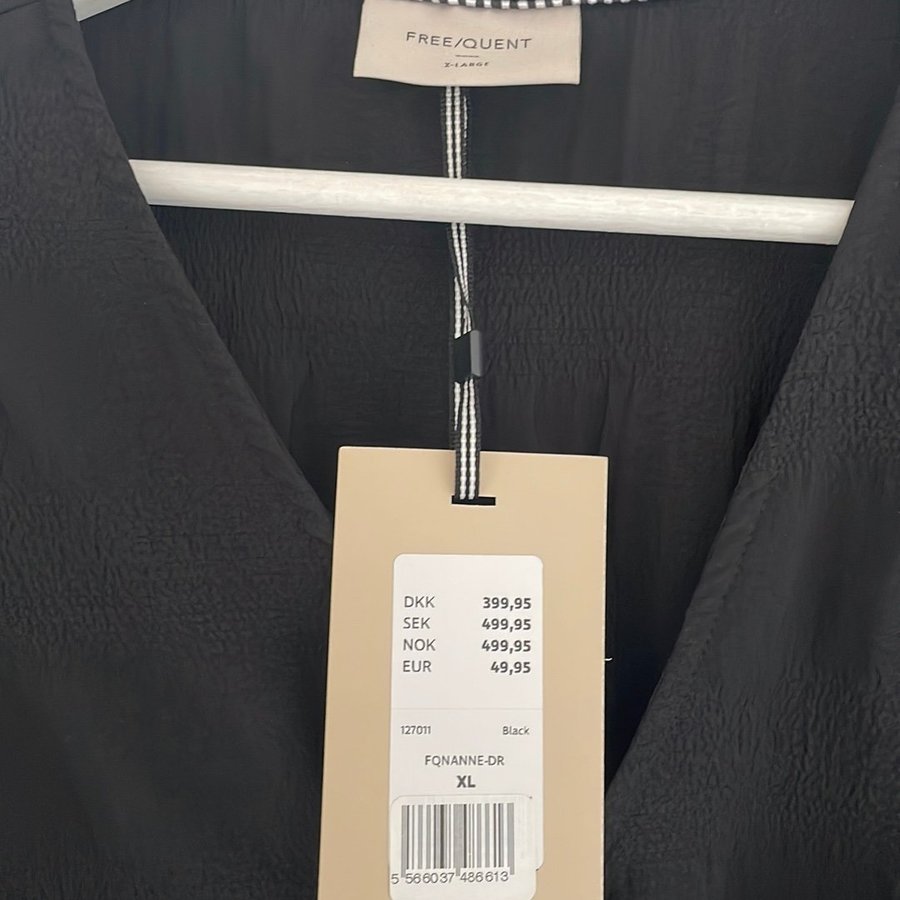 FREE/QUENT
X-LARGE
DKK 399,95
SEK 499,95
NOK 499,95
EUR 49,95
127011 Black
FQNANNE-DR
XL
5 566037 486613